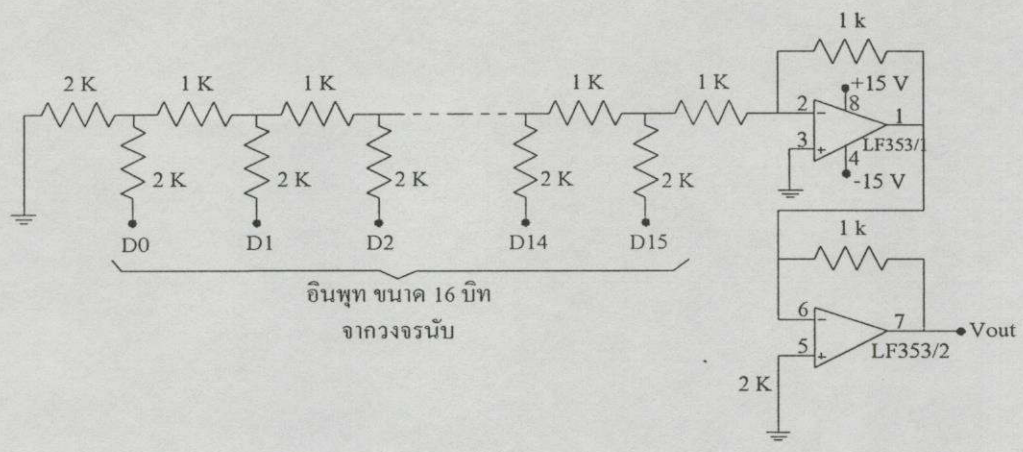 1 k
2 K 1 K 1 K 1 K 1 K
+15 V
2 8
1
3 LF353/1
4
-15 V
2 K 2 K 2 K 2 K 2 K
D0 D1 D2 D14 D15
1 k
อินพุท ขนาด 16 บิท
จากวงจรนับ
6
7 Vout
5 LF353/2
2 K